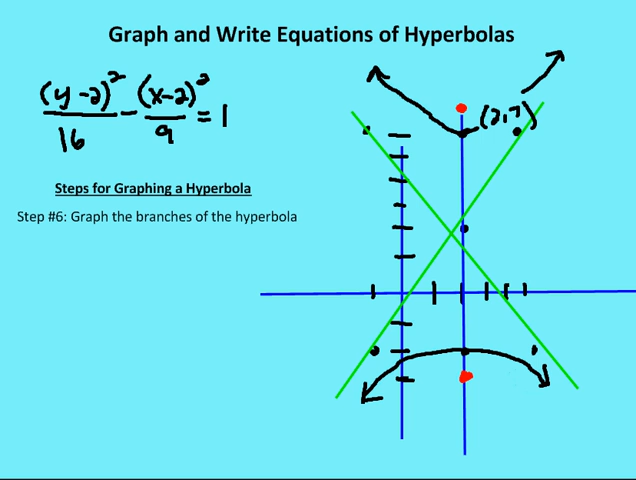 Graph and Write Equations of Hyperbolas
(y-2)²/16 - (x-2)²/9 = 1
(2,7)
Steps for Graphing a Hyperbola
Step #6: Graph the branches of the hyperbola